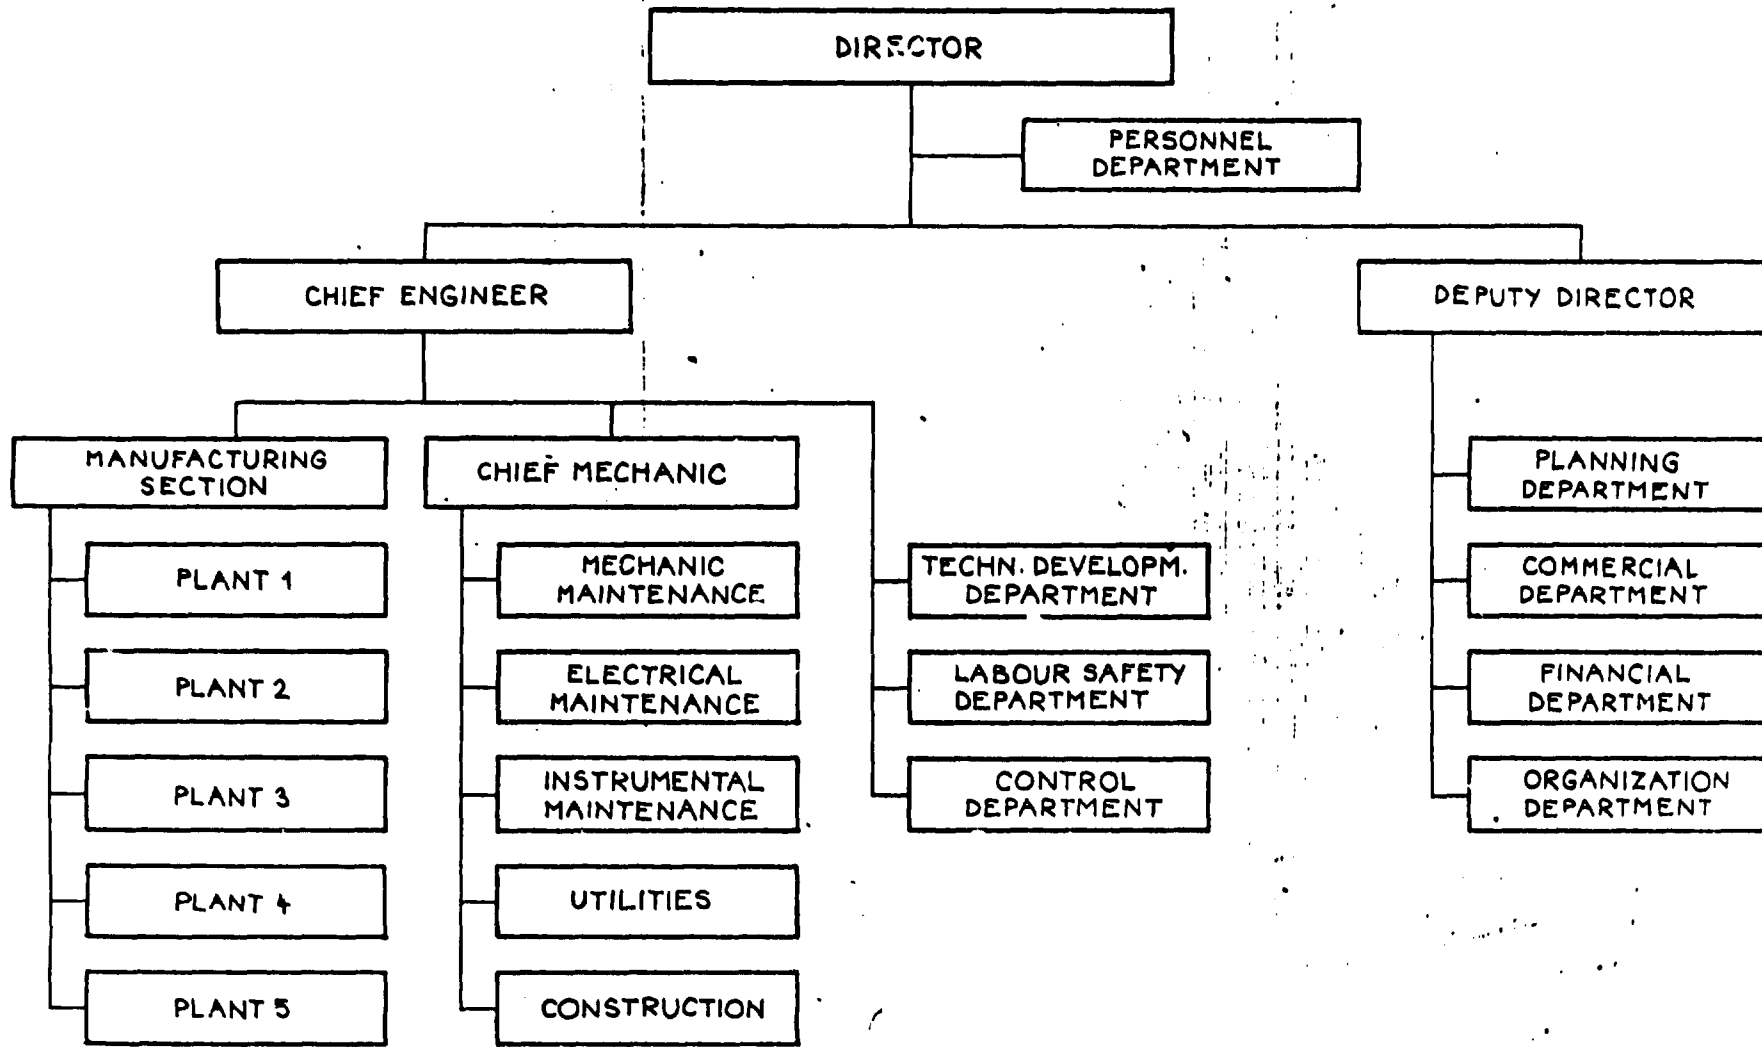 DIRECTOR
PERSONNEL
DEPARTMENT
CHIEF ENGINEER
DEPUTY DIRECTOR
MANUFACTURING
SECTION
PLANT 1
PLANT 2
PLANT 3
PLANT 4
PLANT 5
CHIEF MECHANIC
MECHANIC
MAINTENANCE
ELECTRICAL
MAINTENANCE
INSTRUMENTAL
MAINTENANCE
UTILITIES
CONSTRUCTION
TECHN. DEVELOPM.
DEPARTMENT
LABOUR SAFETY
DEPARTMENT
CONTROL
DEPARTMENT
PLANNING
DEPARTMENT
COMMERCIAL
DEPARTMENT
FINANCIAL
DEPARTMENT
ORGANIZATION
DEPARTMENT